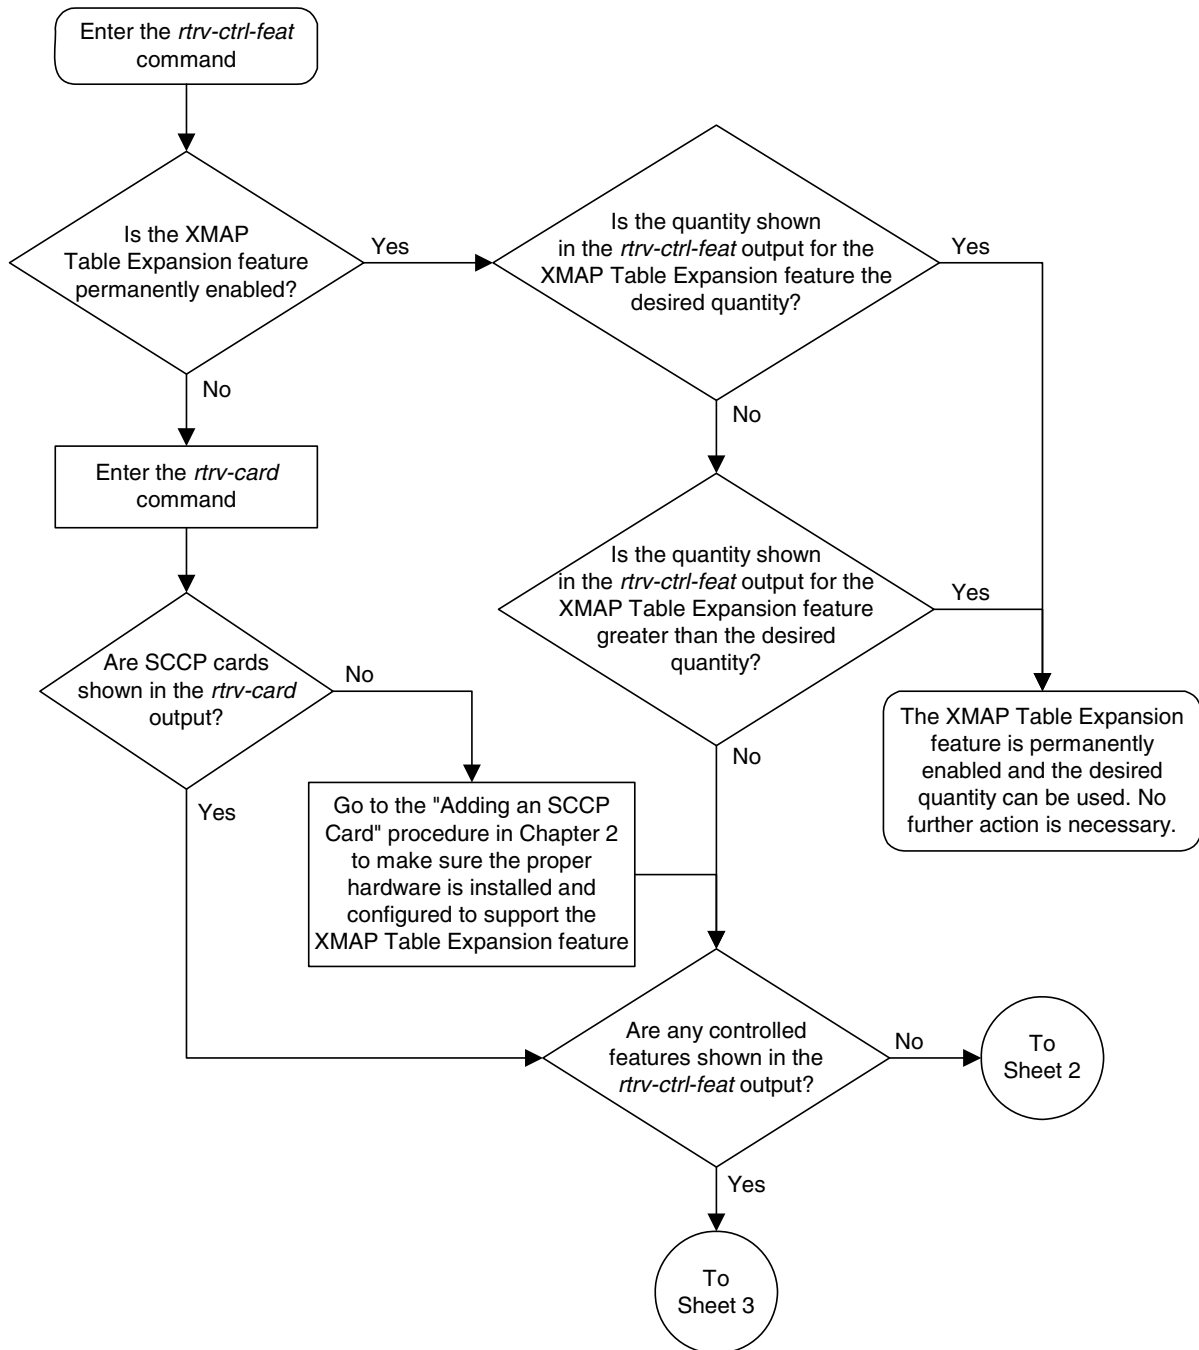 Enter the rtrv-ctrl-feat
command
Is the XMAP
Table Expansion feature
permanently enabled?
Yes
No
Is the quantity shown
in the rtrv-ctrl-feat output for the
XMAP Table Expansion feature the
desired quantity?
Yes
No
Enter the rtrv-card
command
Is the quantity shown
in the rtrv-ctrl-feat output for the
XMAP Table Expansion feature
greater than the desired
quantity?
Yes
No
Are SCCP cards
shown in the rtrv-card
output?
No
Yes
The XMAP Table Expansion
feature is permanently
enabled and the desired
quantity can be used. No
further action is necessary.
Go to the "Adding an SCCP
Card" procedure in Chapter 2
to make sure the proper
hardware is installed and
configured to support the
XMAP Table Expansion feature
Are any controlled
features shown in the
rtrv-ctrl-feat output?
No
To
Sheet 2
Yes
To
Sheet 3